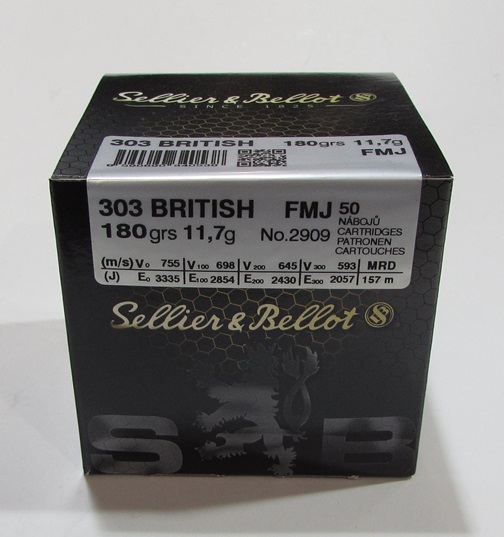 Sellier & Bellot
SINCE 1825
303 BRITISH 180grs 11,7g
FMJ
303 BRITISH FMJ 50
NÁBOJŮ
180grs 11,7g No.2909 CARTRIDGES
PATRONEN
CARTOUCHES
(m/s) V0 755 V100 698 V200 645 V300 593 MRD
(J) E0 3335 E100 2854 E200 2430 E300 2057 157 m
Sellier & Bellot
S B